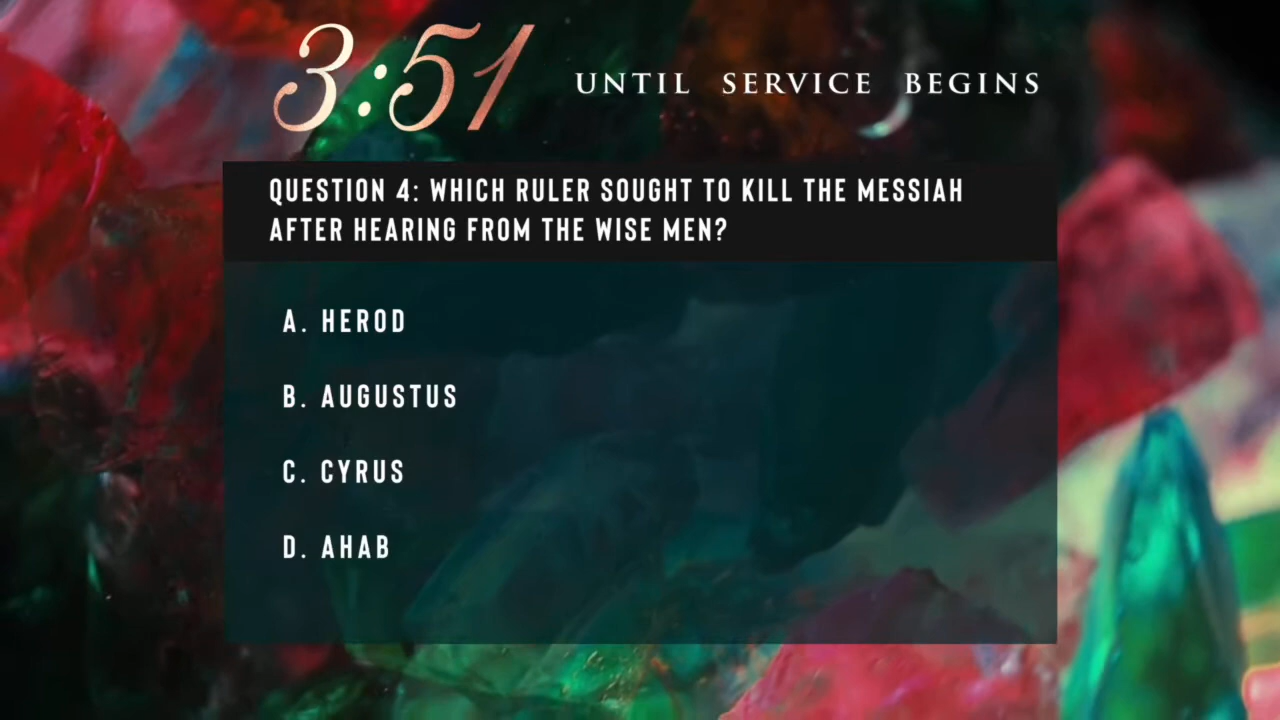 3:51 UNTIL SERVICE BEGINS
QUESTION 4: WHICH RULER SOUGHT TO KILL THE MESSIAH
AFTER HEARING FROM THE WISE MEN?
A. HEROD
B. AUGUSTUS
C. CYRUS
D. AHAB